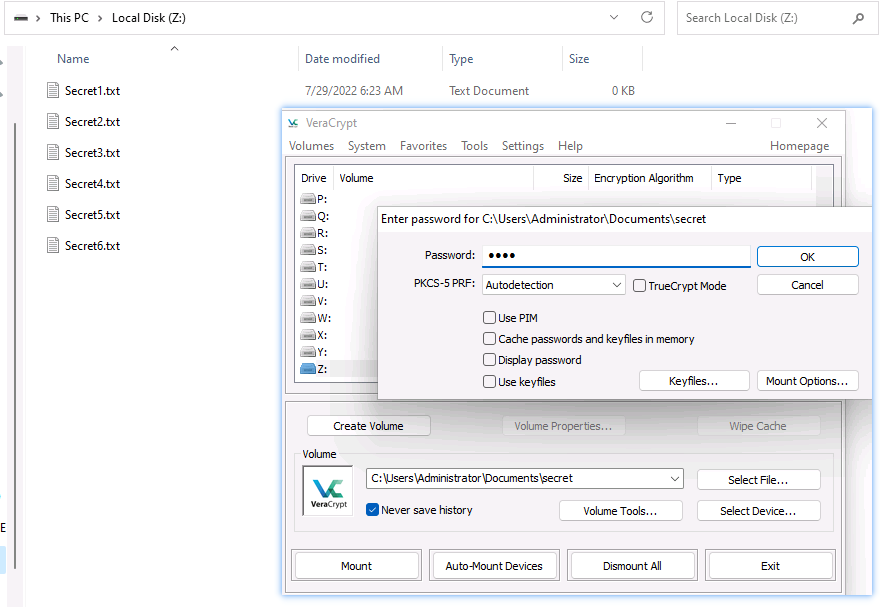 This PC > Local Disk (Z:)
Search Local Disk (Z:)
Name Date modified Type Size
Secret1.txt 7/29/2022 6:23 AM Text Document 0 KB
Secret2.txt
Secret3.txt
Secret4.txt
Secret5.txt
Secret6.txt
E
VeraCrypt
Volumes System Favorites Tools Settings Help Homepage
Drive Volume Size Encryption Algorithm Type
P:
Q:
R:
S:
T:
U:
V:
W:
X:
Y:
Z:
Enter password for C:\Users\Administrator\Documents\secret
Password: ●●●● OK
PKCS-5 PRF: Autodetection TrueCrypt Mode Cancel
Use PIM
Cache passwords and keyfiles in memory
Display password
Use keyfiles Keyfiles... Mount Options...
Create Volume Volume Properties... Wipe Cache
Volume
VeraCrypt
C:\Users\Administrator\Documents\secret Select File...
Never save history Volume Tools... Select Device...
Mount Auto-Mount Devices Dismount All Exit